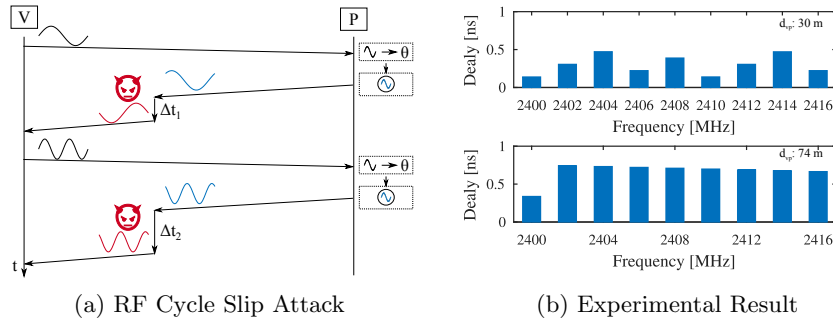 V
P
θ
Δt1
θ
Δt2
t
(a) RF Cycle Slip Attack
Dealy [ns]
1
0.5
0
dvp: 30 m
2400 2402 2404 2406 2408 2410 2412 2414 2416
Frequency [MHz]
Dealy [ns]
1
0.5
0
dvp: 74 m
2400 2404 2408 2412 2416
Frequency [MHz]
(b) Experimental Result